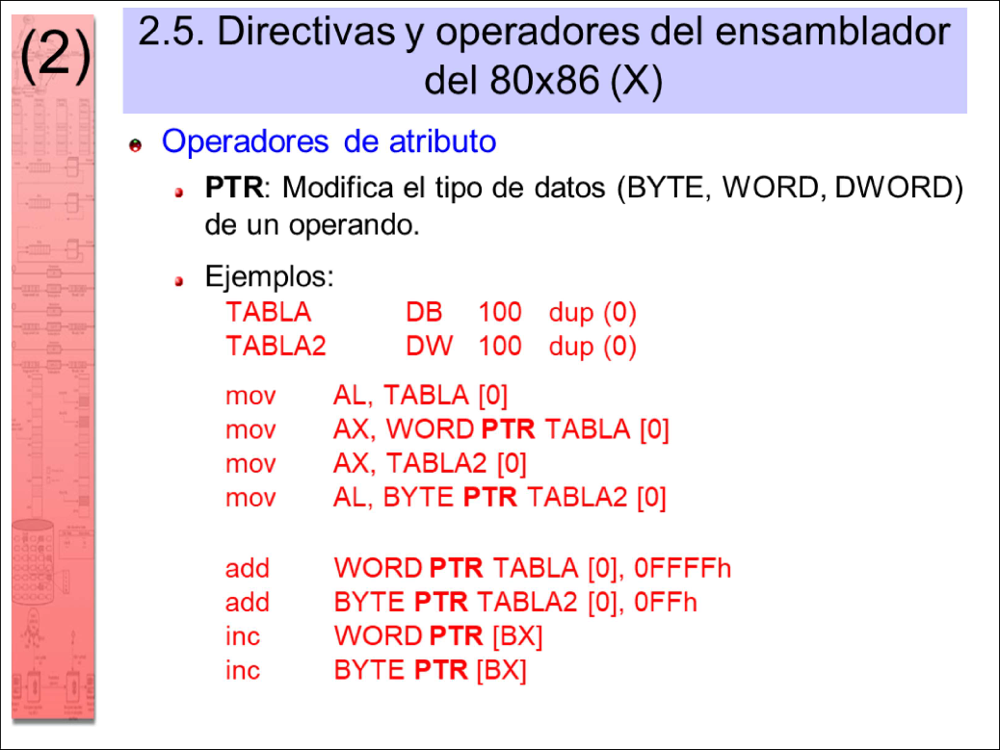 (2)
2.5. Directivas y operadores del ensamblador
del 80x86 (X)
Operadores de atributo
PTR: Modifica el tipo de datos (BYTE, WORD, DWORD)
de un operando.
Ejemplos:
TABLA DB 100 dup (0)
TABLA2 DW 100 dup (0)
mov AL, TABLA [0]
mov AX, WORD PTR TABLA [0]
mov AX, TABLA2 [0]
mov AL, BYTE PTR TABLA2 [0]
add WORD PTR TABLA [0], 0FFFFh
add BYTE PTR TABLA2 [0], 0FFh
inc WORD PTR [BX]
inc BYTE PTR [BX]